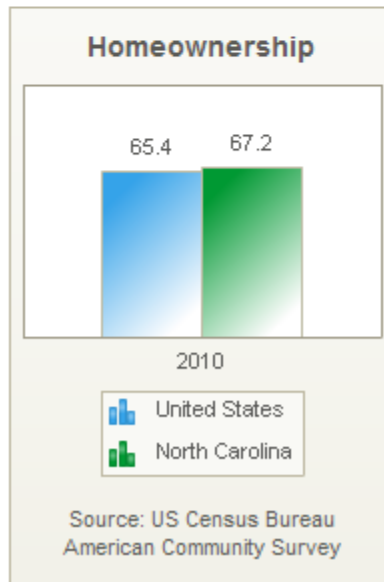 Homeownership
65.4
67.2
2010
United States
North Carolina
Source: US Census Bureau
American Community Survey